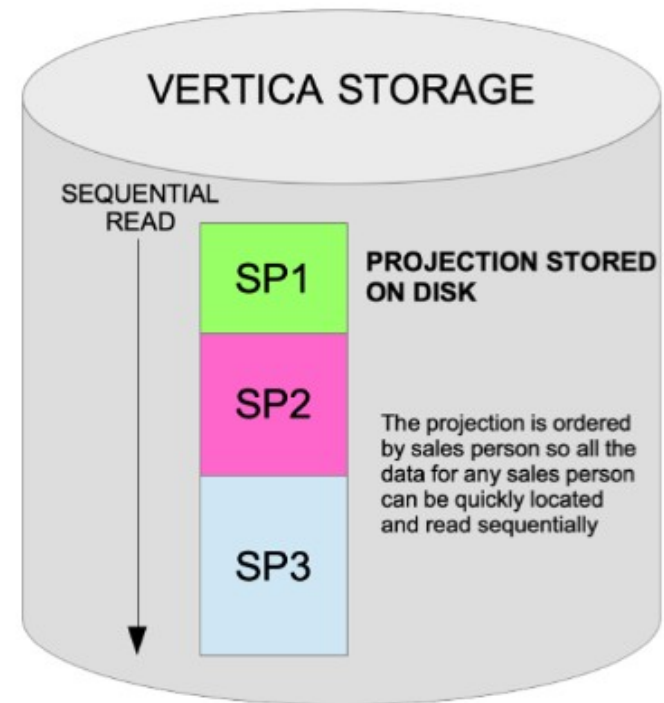 VERTICA STORAGE
SEQUENTIAL
READ
SP1
PROJECTION STORED
ON DISK
SP2
The projection is ordered
by sales person so all the
data for any sales person
can be quickly located
and read sequentially
SP3